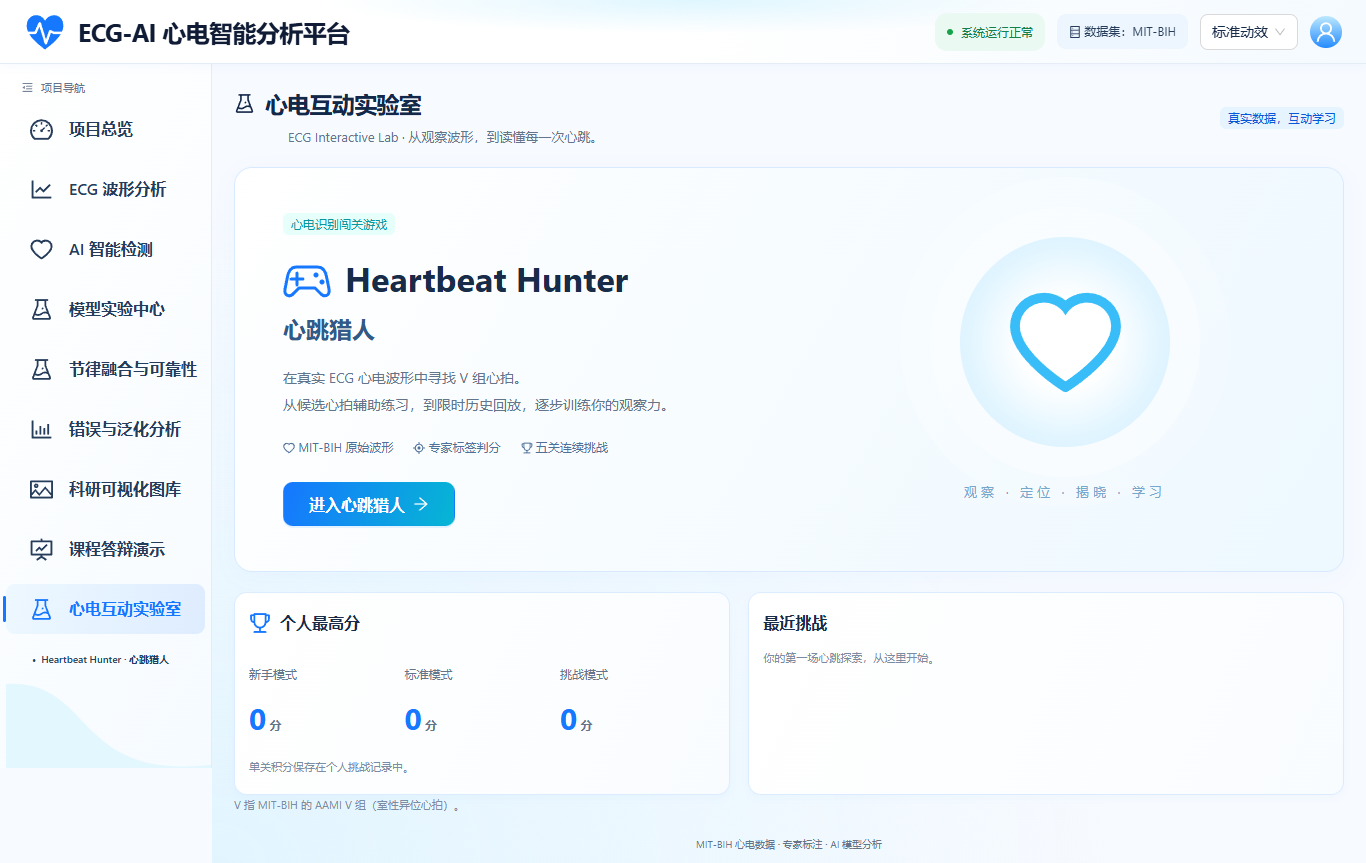 ECG-AI 心电智能分析平台
系统运行正常
数据集：MIT-BIH
标准动效
项目导航
项目总览
ECG 波形分析
AI 智能检测
模型实验中心
节律融合与可靠性
错误与泛化分析
科研可视化图库
课程答辩演示
心电互动实验室
• Heartbeat Hunter · 心跳猎人
心电互动实验室
ECG Interactive Lab · 从观察波形，到读懂每一次心跳。
真实数据，互动学习
心电识别闯关游戏
Heartbeat Hunter
心跳猎人
在真实 ECG 心电波形中寻找 V 组心拍。
从候选心拍辅助练习，到限时历史回放，逐步训练你的观察力。
MIT-BIH 原始波形 专家标签判分 五关连续挑战
进入心跳猎人 →
观察 · 定位 · 揭晓 · 学习
个人最高分
新手模式 标准模式 挑战模式
0 分 0 分 0 分
单关积分保存在个人挑战记录中。
最近挑战
你的第一场心跳探索，从这里开始。
V 指 MIT-BIH 的 AAMI V 组（室性异位心拍）。
MIT-BIH 心电数据 · 专家标注 · AI 模型分析